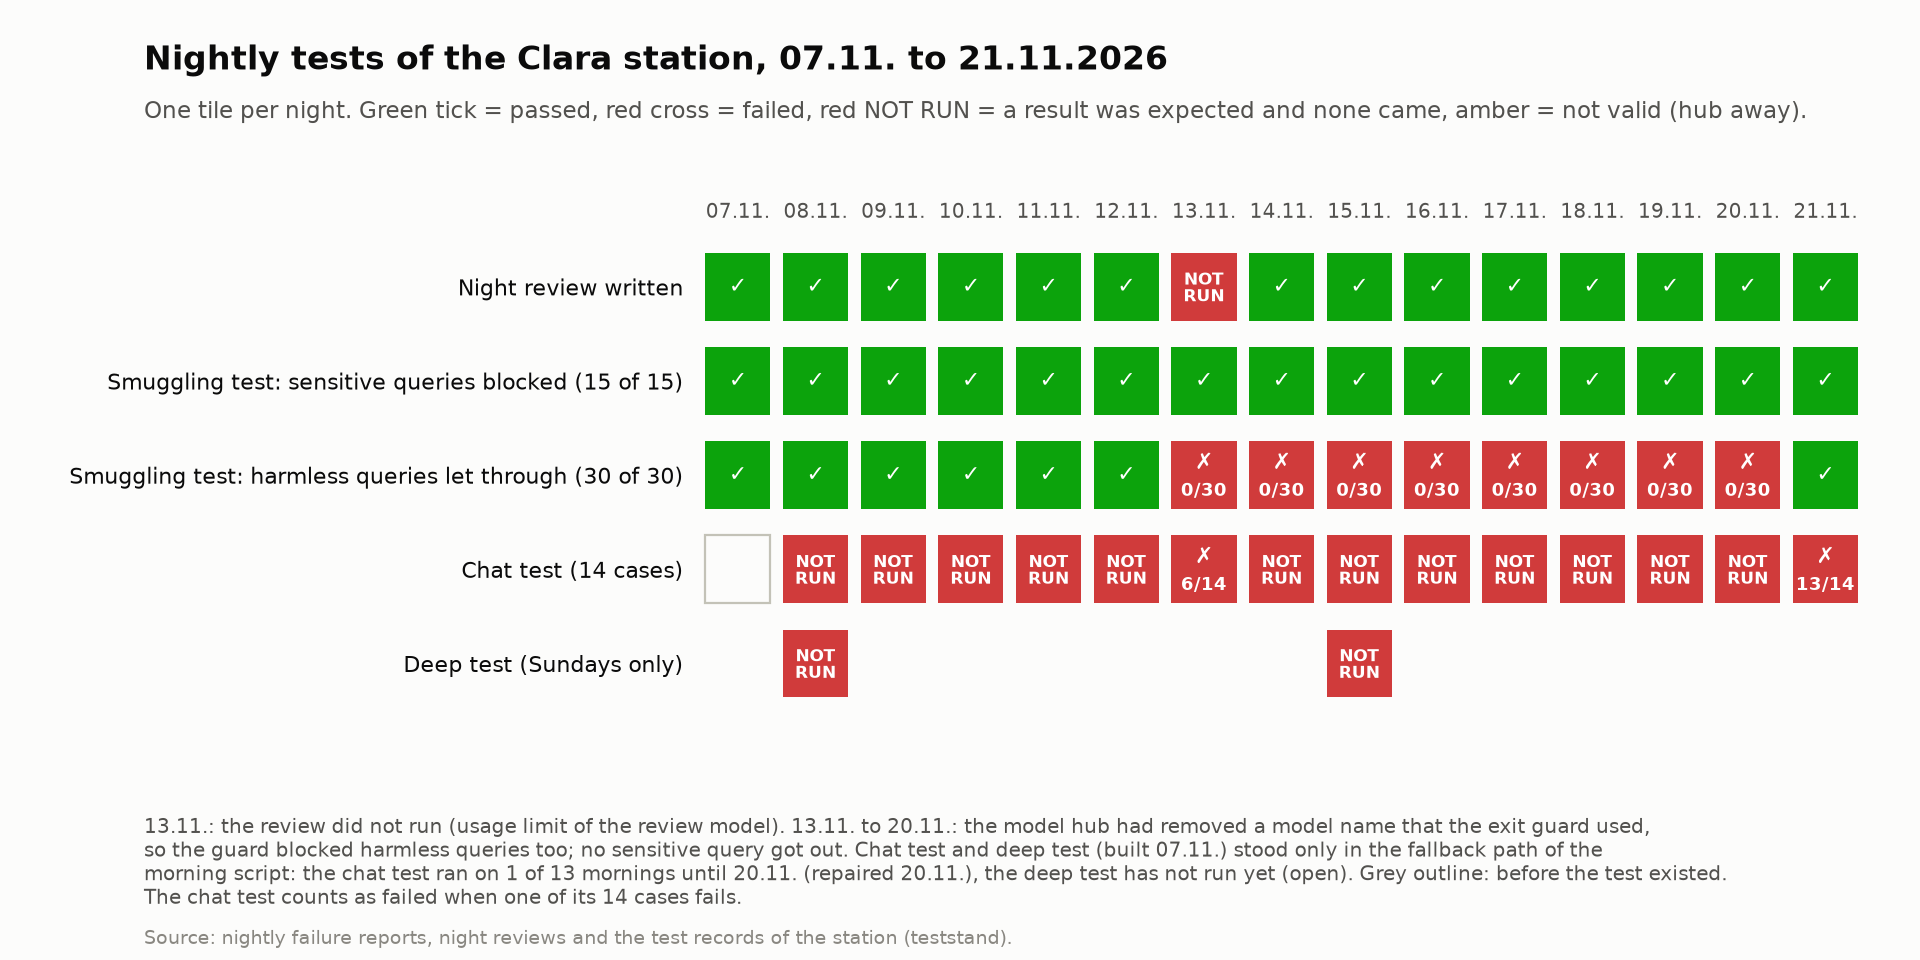 Nightly tests of the Clara station, 07.11. to 21.11.2026
One tile per night. Green tick = passed, red cross = failed, red NOT RUN = a result was expected and none came, amber = not valid (hub away).
07.11. 08.11. 09.11. 10.11. 11.11. 12.11. 13.11. 14.11. 15.11. 16.11. 17.11. 18.11. 19.11. 20.11. 21.11.
Night review written ✓ ✓ ✓ ✓ ✓ ✓ NOT RUN ✓ ✓ ✓ ✓ ✓ ✓ ✓ ✓
Smuggling test: sensitive queries blocked (15 of 15) ✓ ✓ ✓ ✓ ✓ ✓ ✓ ✓ ✓ ✓ ✓ ✓ ✓ ✓ ✓
Smuggling test: harmless queries let through (30 of 30) ✓ ✓ ✓ ✓ ✓ ✓ ✗ 0/30 ✗ 0/30 ✗ 0/30 ✗ 0/30 ✗ 0/30 ✗ 0/30 ✗ 0/30 ✗ 0/30 ✓
Chat test (14 cases) NOT RUN NOT RUN NOT RUN NOT RUN NOT RUN ✗ 6/14 NOT RUN NOT RUN NOT RUN NOT RUN NOT RUN NOT RUN NOT RUN ✗ 13/14
Deep test (Sundays only) NOT RUN NOT RUN
13.11.: the review did not run (usage limit of the review model). 13.11. to 20.11.: the model hub had removed a model name that the exit guard used,
so the guard blocked harmless queries too; no sensitive query got out. Chat test and deep test (built 07.11.) stood only in the fallback path of the
morning script: the chat test ran on 1 of 13 mornings until 20.11. (repaired 20.11.), the deep test has not run yet (open). Grey outline: before the test existed.
The chat test counts as failed when one of its 14 cases fails.
Source: nightly failure reports, night reviews and the test records of the station (teststand).